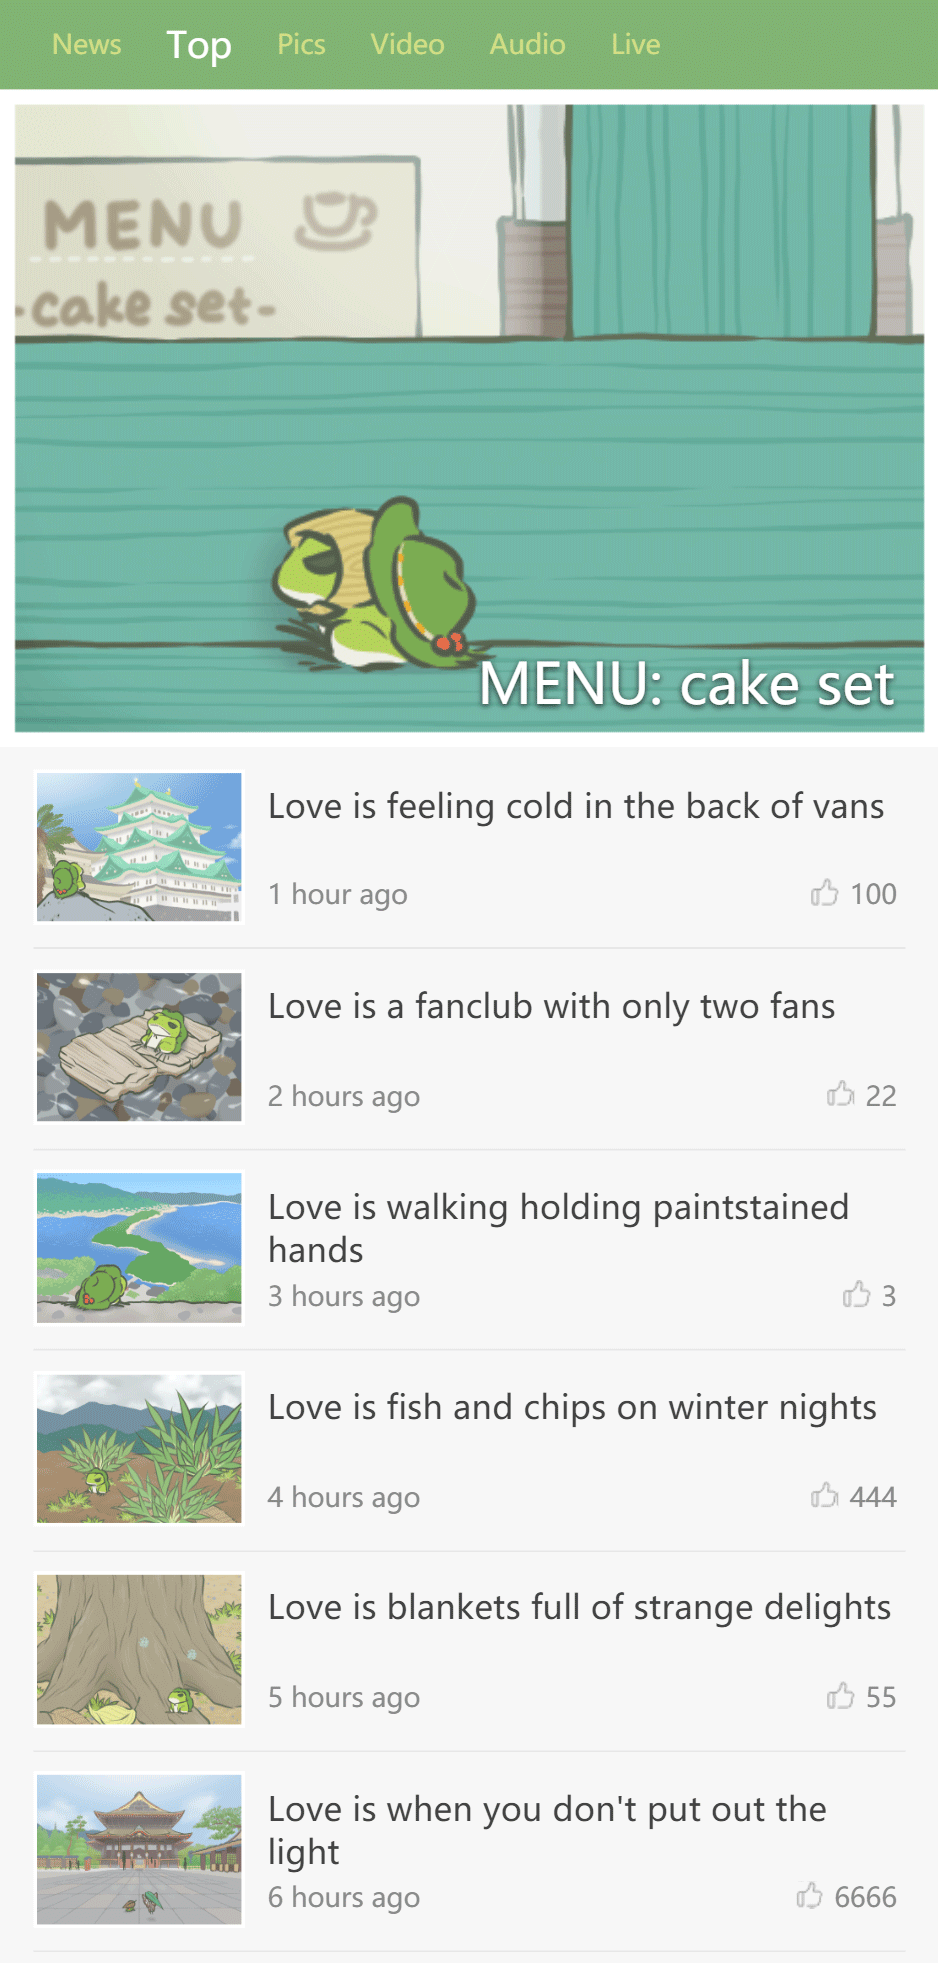 News Top Pics Video Audio Live
MENU
-cake set-
MENU: cake set
Love is feeling cold in the back of vans
1 hour ago 100
Love is a fanclub with only two fans
2 hours ago 22
Love is walking holding paintstained
hands
3 hours ago 3
Love is fish and chips on winter nights
4 hours ago 444
Love is blankets full of strange delights
5 hours ago 55
Love is when you don't put out the
light
6 hours ago 6666